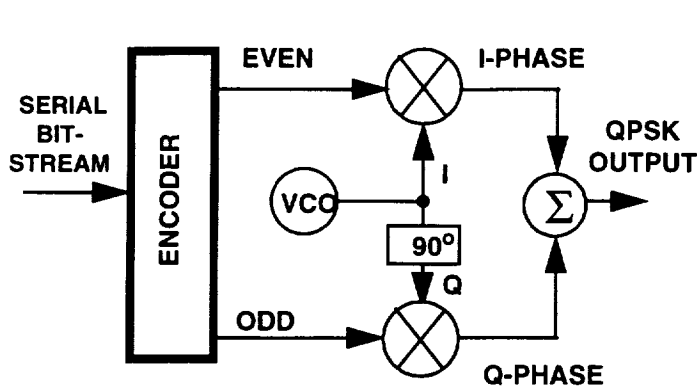 EVEN
I-PHASE
SERIAL
BIT-
STREAM
QPSK
OUTPUT
ENCODER
I
VCO
Σ
90°
Q
ODD
Q-PHASE